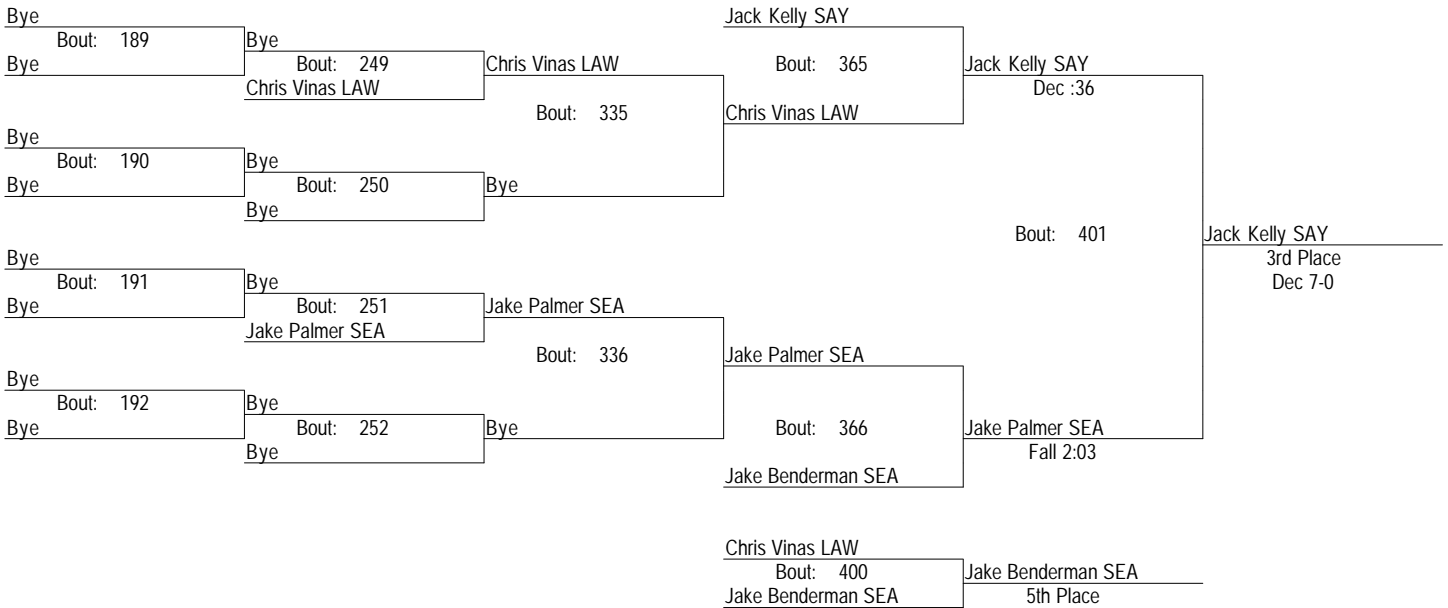 Bye
Jack Kelly SAY
Bout: 189
Bye
Bye
Bout: 249
Chris Vinas LAW
Bout: 365
Jack Kelly SAY
Chris Vinas LAW
Dec :36
Bout: 335
Chris Vinas LAW
Bye
Bout: 190
Bye
Bye
Bout: 250
Bye
Bye
Bout: 401
Jack Kelly SAY
Bye
3rd Place
Bout: 191
Bye
Dec 7-0
Bye
Bout: 251
Jake Palmer SEA
Jake Palmer SEA
Bout: 336
Jake Palmer SEA
Bye
Bout: 192
Bye
Bye
Bout: 252
Bye
Bout: 366
Jake Palmer SEA
Bye
Fall 2:03
Jake Benderman SEA
Chris Vinas LAW
Bout: 400
Jake Benderman SEA
Jake Benderman SEA
5th Place